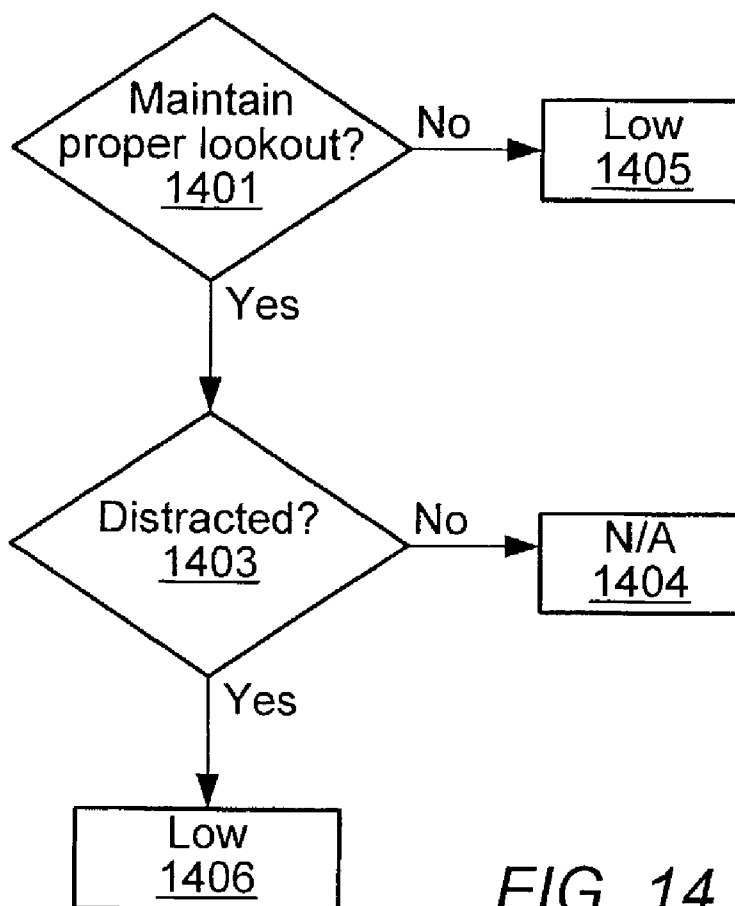 Maintain
proper lookout?
1401
No
Low
1405
Yes
Distracted?
1403
No
N/A
1404
Yes
Low
1406
FIG. 14